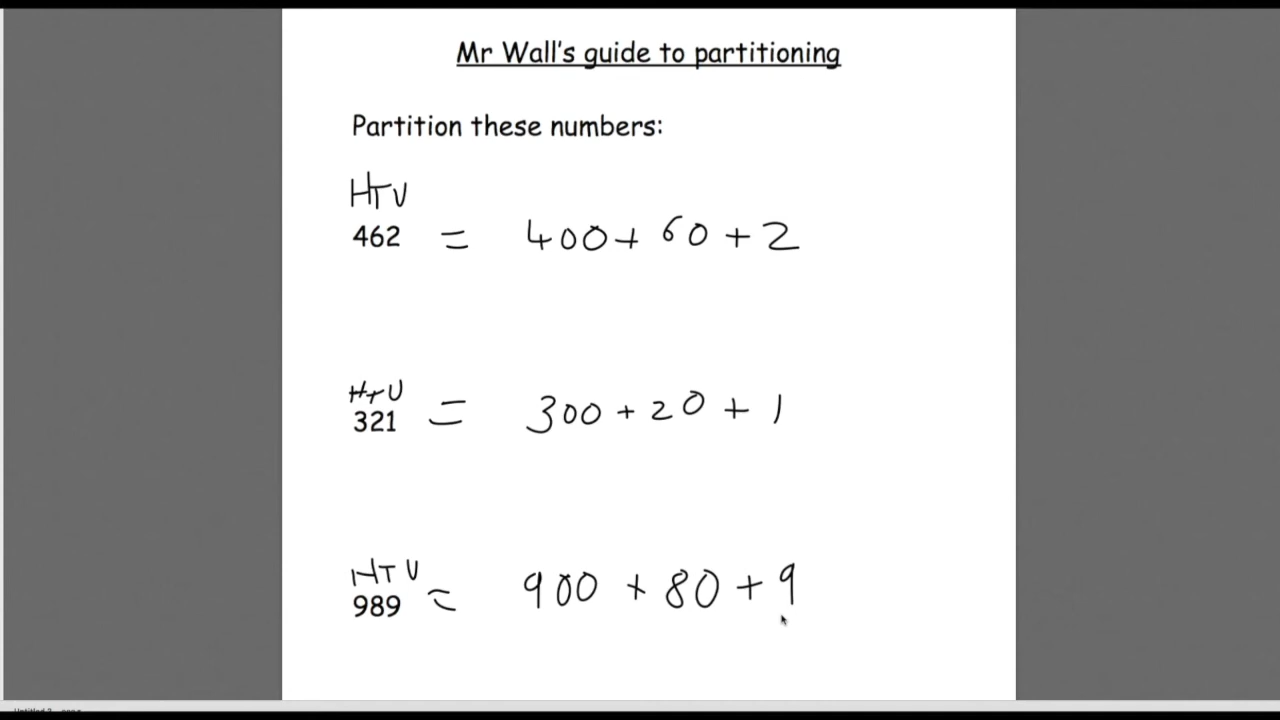 Mr Wall's guide to partitioning
Partition these numbers:
HTU
462 = 400 + 60 + 2
HTU
321 = 300 + 20 + 1
HTU
989 = 900 + 80 + 9